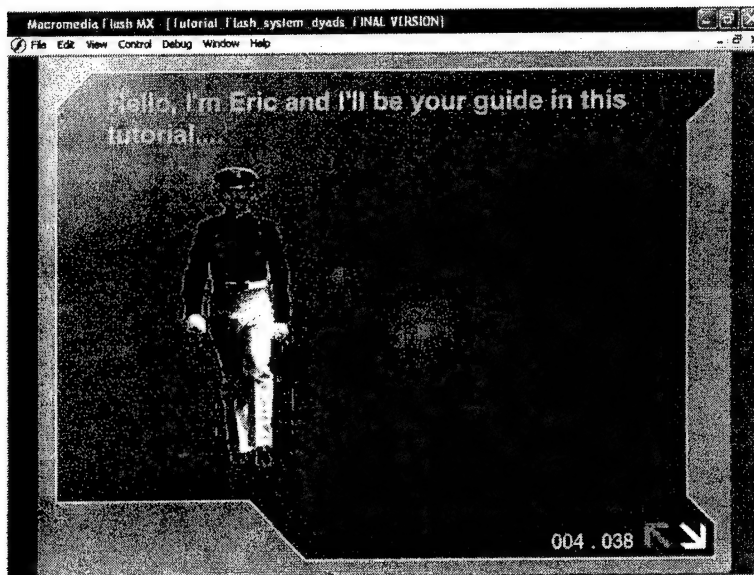 Macromedia Flash MX - [Tutorial_Flash_system_dyads_FINAL VERSION]
File Edit View Control Debug Window Help
Hello, I'm Eric and I'll be your guide in this
tutorial....
004 . 038